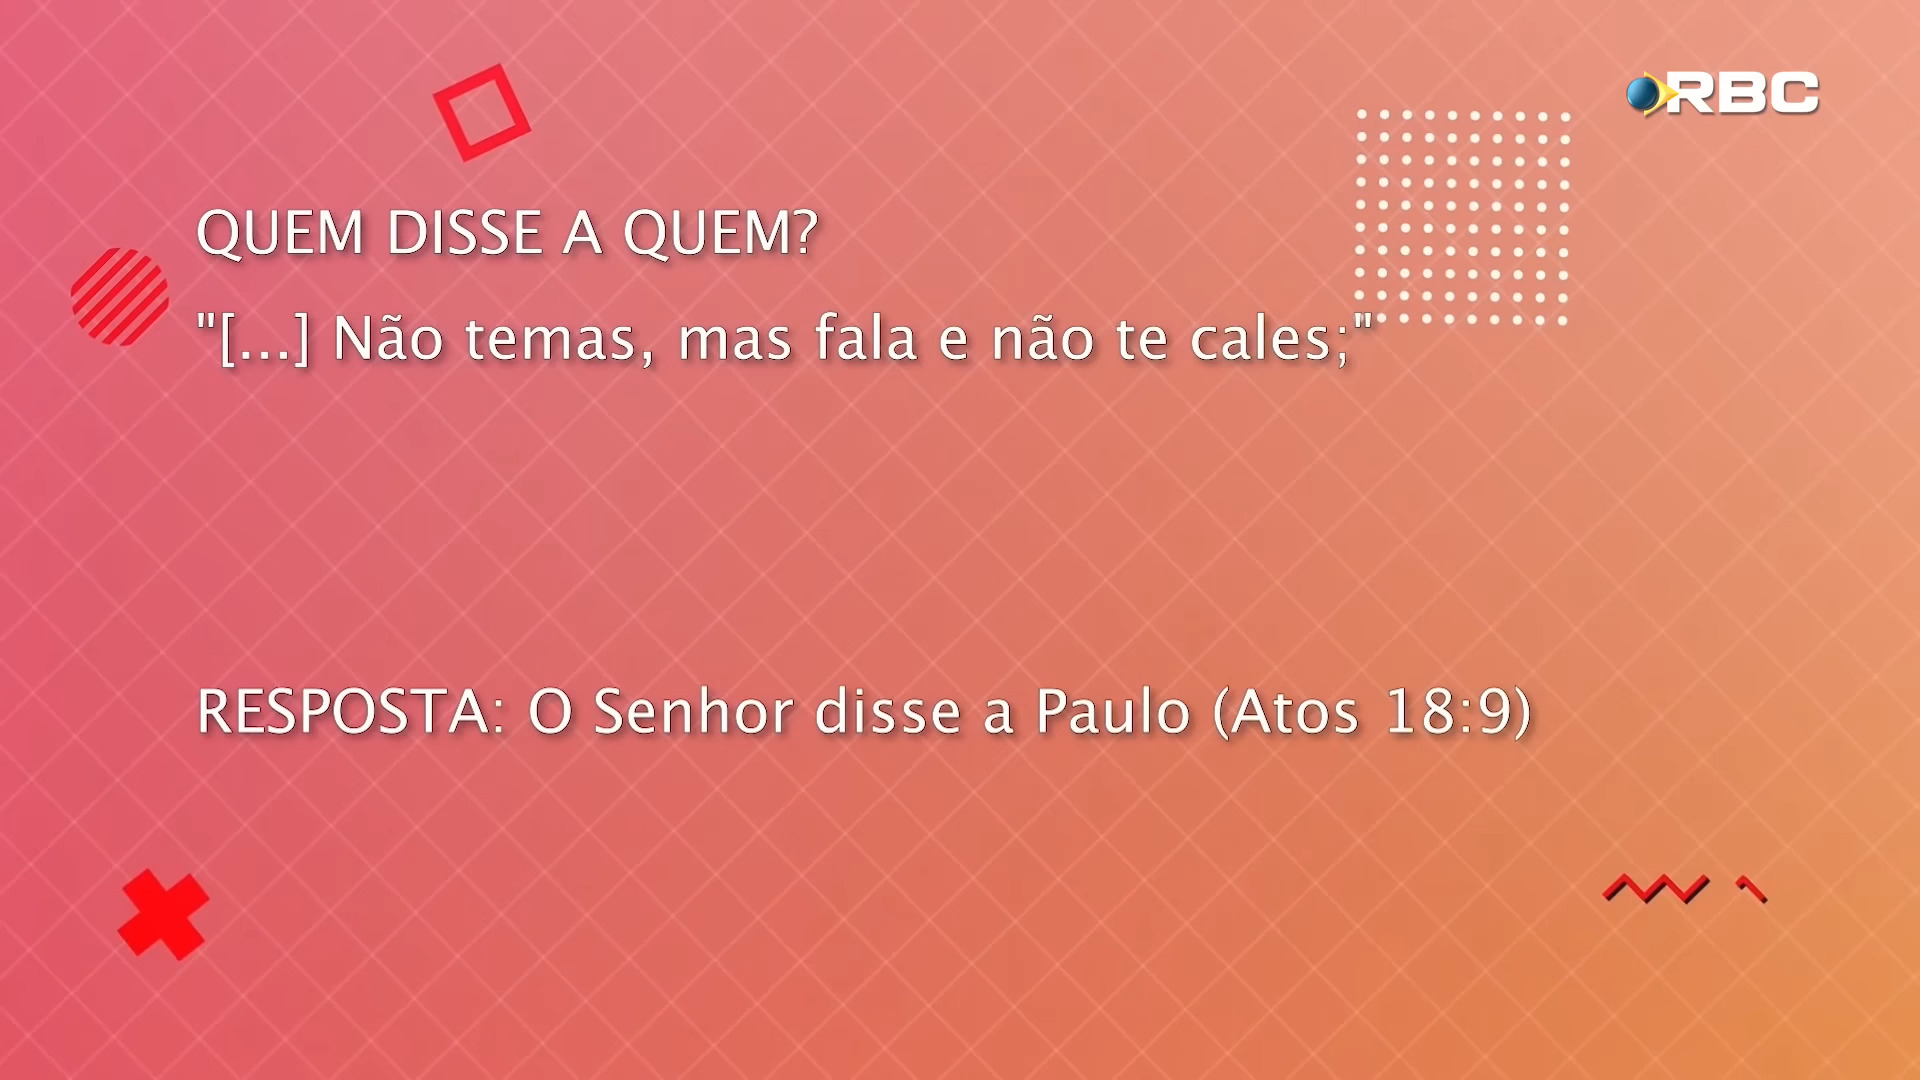 RBC
QUEM DISSE A QUEM?
"[...] Não temas, mas fala e não te cales;"
RESPOSTA: O Senhor disse a Paulo (Atos 18:9)